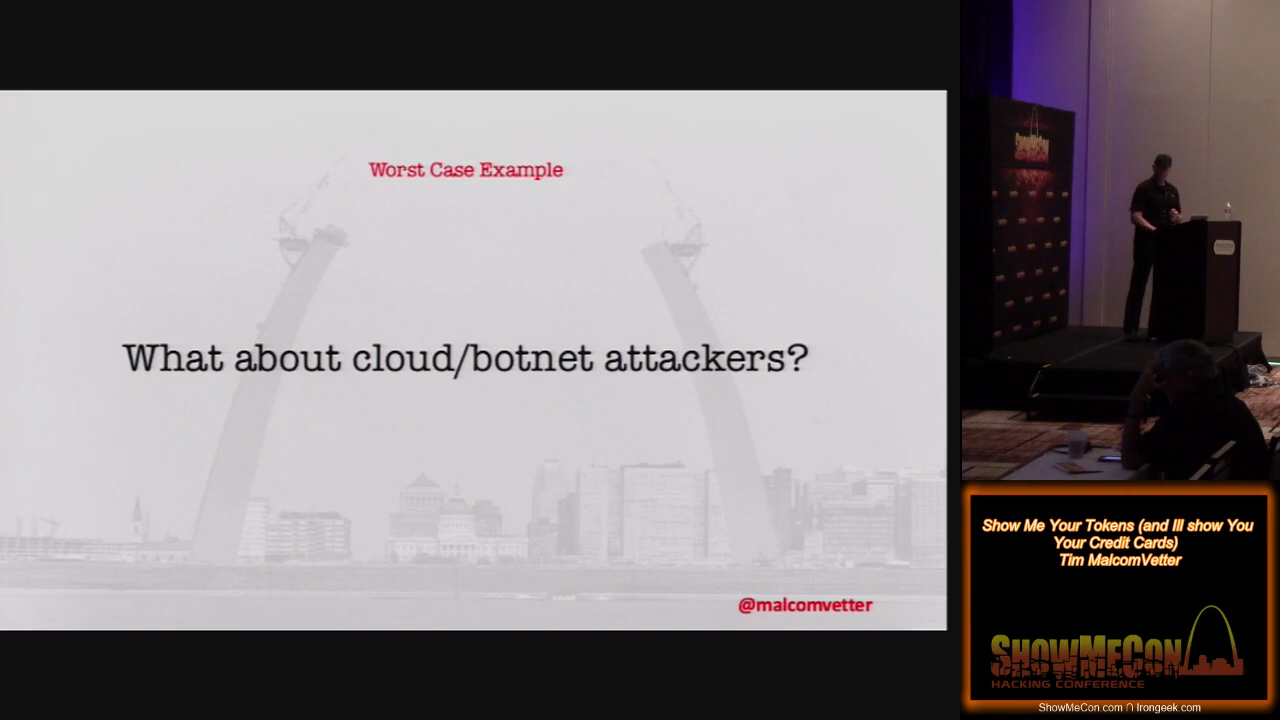 Worst Case Example
What about cloud/botnet attackers?
@malcomvetter
ShowMeCon
Show Me Your Tokens (and Ill show You
Your Credit Cards)
Tim MalcomVetter
ShowMeCon
HACKING CONFERENCE
ShowMeCon.com ∩ Irongeek.com